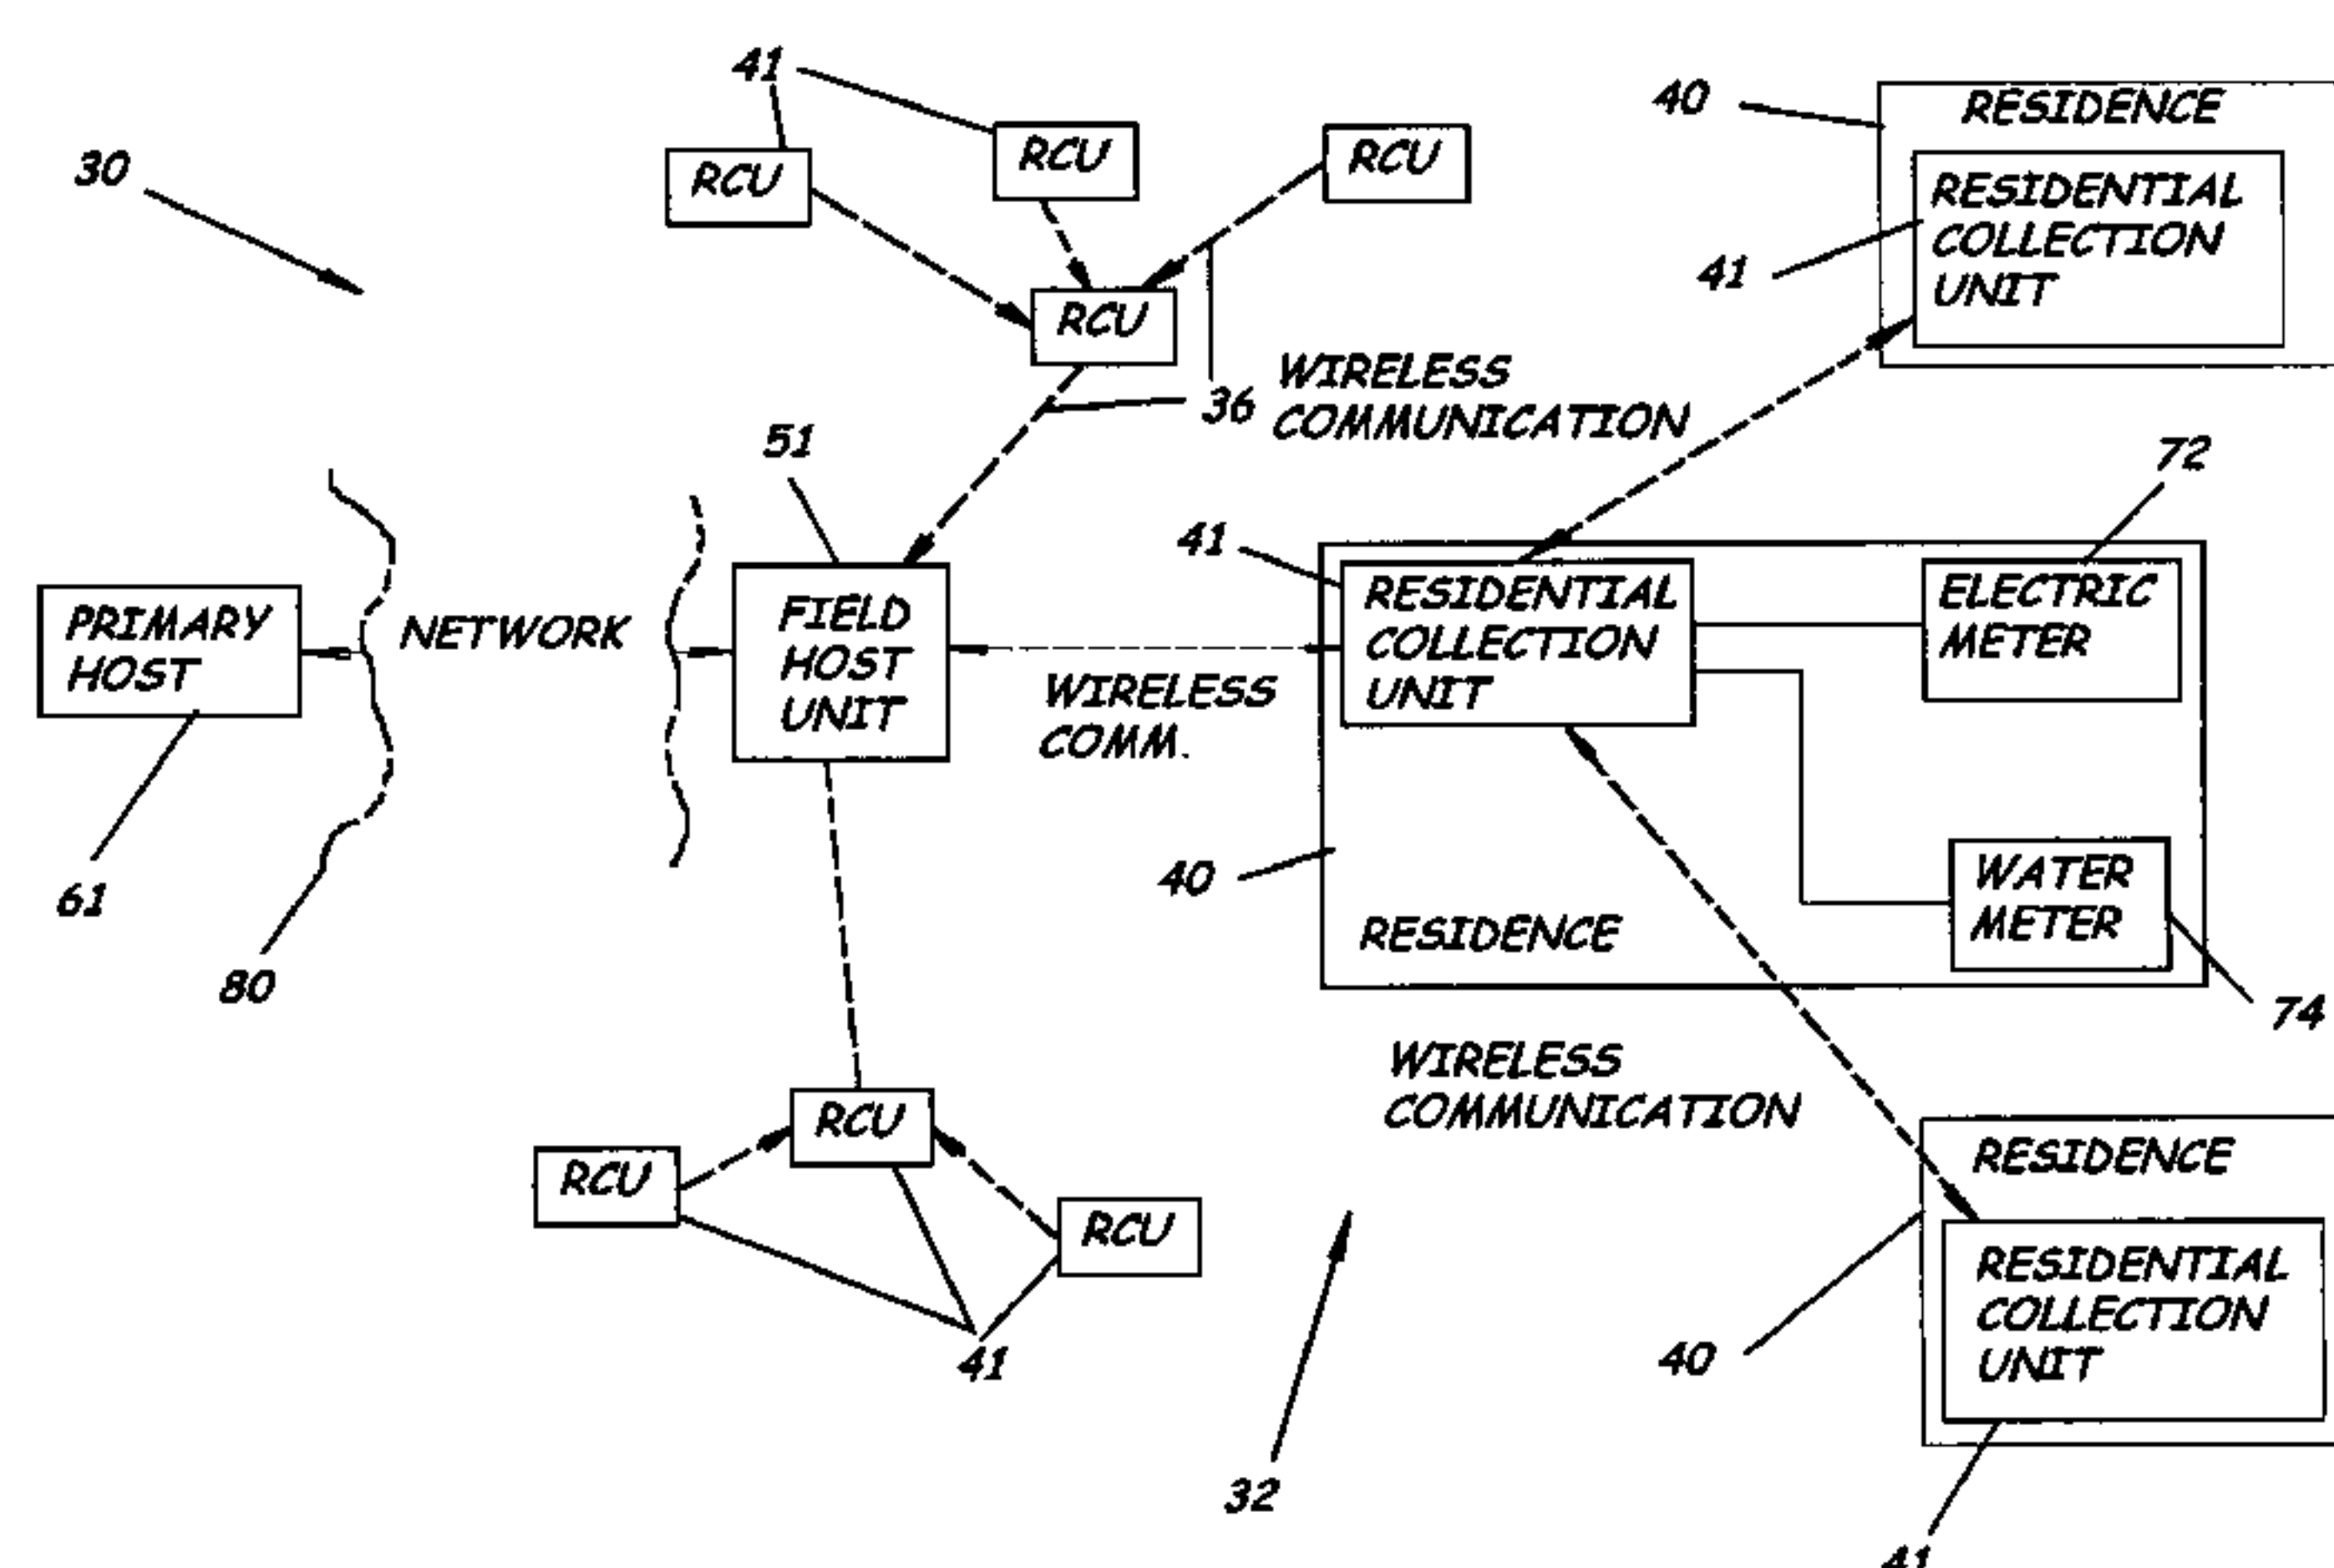 41
40
RESIDENCE
30
RCU
RCU
RCU
RESIDENTIAL
COLLECTION
UNIT
41
RCU
WIRELESS
COMMUNICATION
36
51
72
41
PRIMARY
HOST
NETWORK
FIELD
HOST
UNIT
WIRELESS
COMM.
RESIDENTIAL
COLLECTION
UNIT
ELECTRIC
METER
61
80
40
RESIDENCE
WATER
METER
74
WIRELESS
COMMUNICATION
RCU
RCU
RCU
41
32
RESIDENCE
40
RESIDENTIAL
COLLECTION
UNIT
41